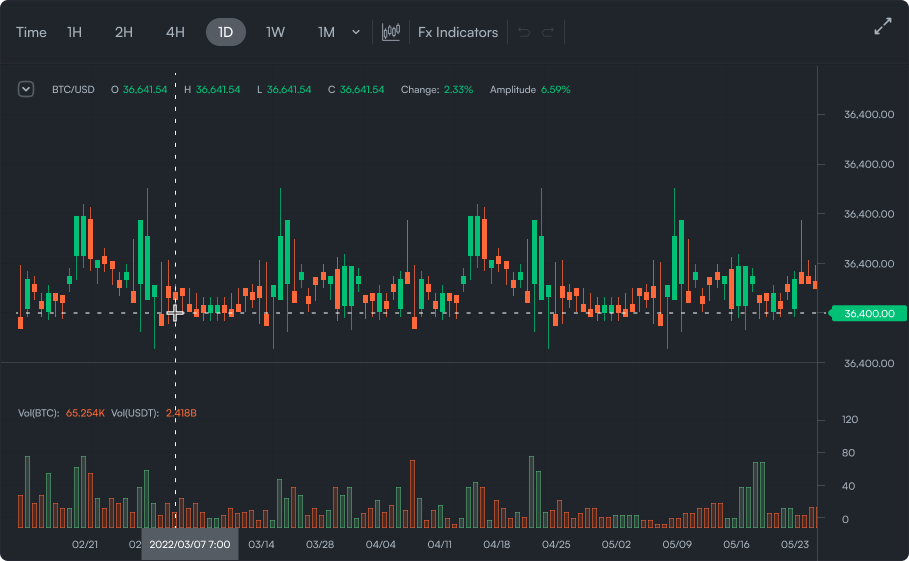 Time 1H 2H 4H 1D 1W 1M Fx Indicators
BTC/USD O 36,641.54 H 36,641.54 L 36,641.54 C 36,641.54 Change: 2.33% Amplitude 6.59%
36,400.00
36,400.00
36,400.00
36,400.00
36,400.00
36,400.00
Vol(BTC): 65.254K Vol(USDT): 2.418B
120
80
40
0
02/21 02 2022/03/07 7:00 03/14 03/28 04/04 04/11 04/18 04/25 05/02 05/09 05/16 05/23